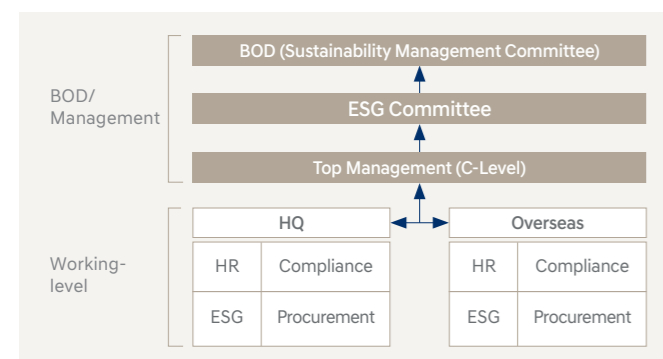 BOD (Sustainability Management Committee)
BOD/
Management
ESG Committee
Top Management (C-Level)
HQ
Overseas
Working-
level
HR
Compliance
HR
Compliance
ESG
Procurement
ESG
Procurement